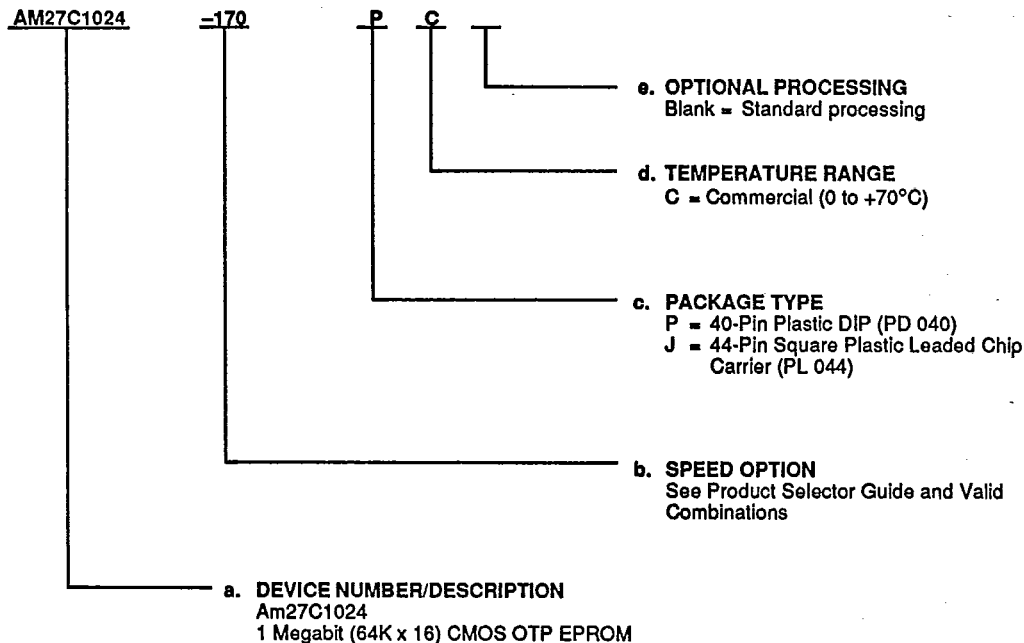 AM27C1024 -170 P C
e. OPTIONAL PROCESSING
Blank = Standard processing
d. TEMPERATURE RANGE
C = Commercial (0 to +70°C)
c. PACKAGE TYPE
P = 40-Pin Plastic DIP (PD 040)
J = 44-Pin Square Plastic Leaded Chip
Carrier (PL 044)
b. SPEED OPTION
See Product Selector Guide and Valid
Combinations
a. DEVICE NUMBER/DESCRIPTION
Am27C1024
1 Megabit (64K x 16) CMOS OTP EPROM